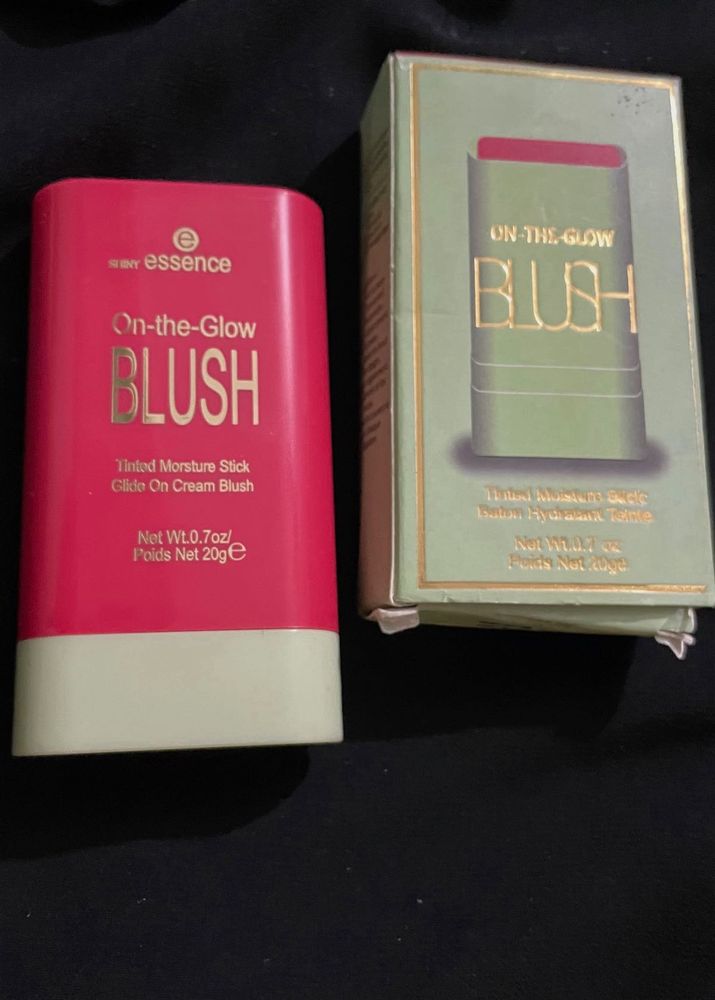 e
SHINY essence
On-the-Glow
BLUSH
Tinted Morsture Stick
Glide On Cream Blush
Net Wt.0.7oz/
Poids Net 20g℮
ON-THE-GLOW
BLUSH
Tinted Moisture Stick
Baton Hydratant Teinte
Net Wt.0.7 oz
Poids Net 20g℮